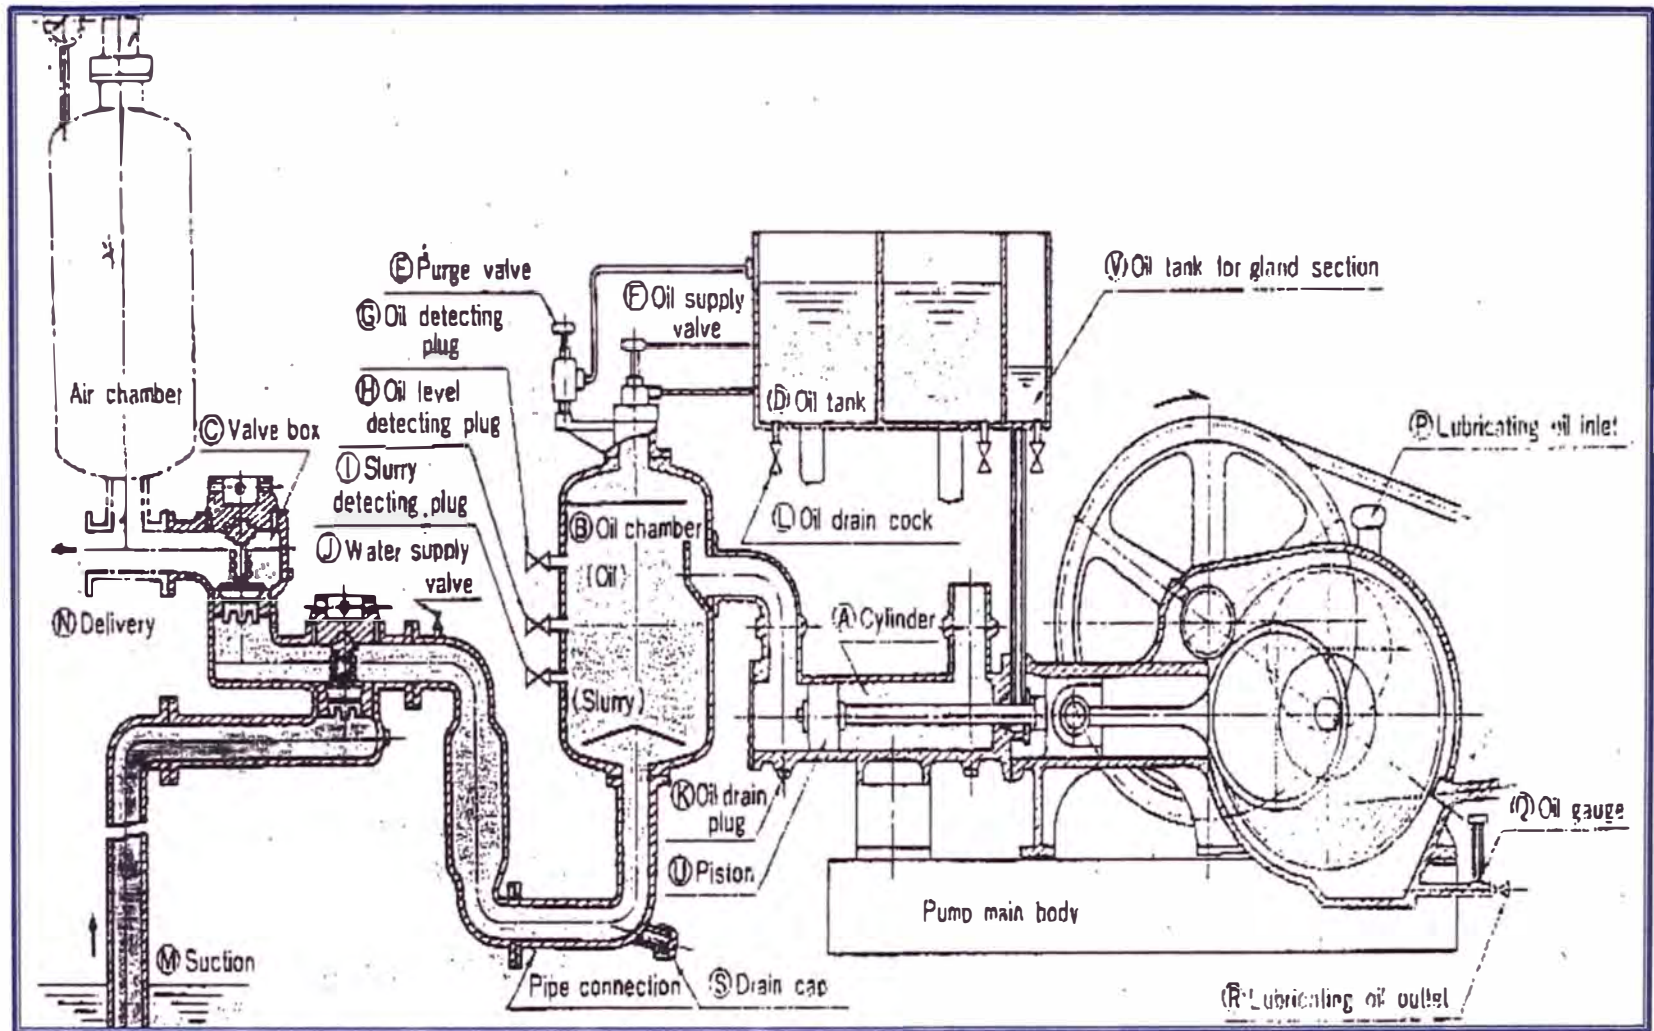 Ⓔ Purge valve
Ⓖ Oil detecting
plug
Ⓕ Oil supply
valve
Ⓥ Oil tank for gland section
Ⓗ Oil level
detecting plug
Air chamber
Ⓓ Oil tank
Ⓒ Valve box
Ⓟ Lubricating oil inlet
Ⓘ Slurry
detecting plug
Ⓛ Oil drain cock
Ⓑ Oil chamber
(Oil)
Ⓙ Water supply
valve
Ⓝ Delivery
Ⓐ Cylinder
(Slurry)
Ⓚ Oil drain
plug
Ⓠ Oil gauge
Ⓤ Piston
Pump main body
Ⓜ Suction
Pipe connection
Ⓢ Drain cap
Ⓡ Lubricating oil outlet